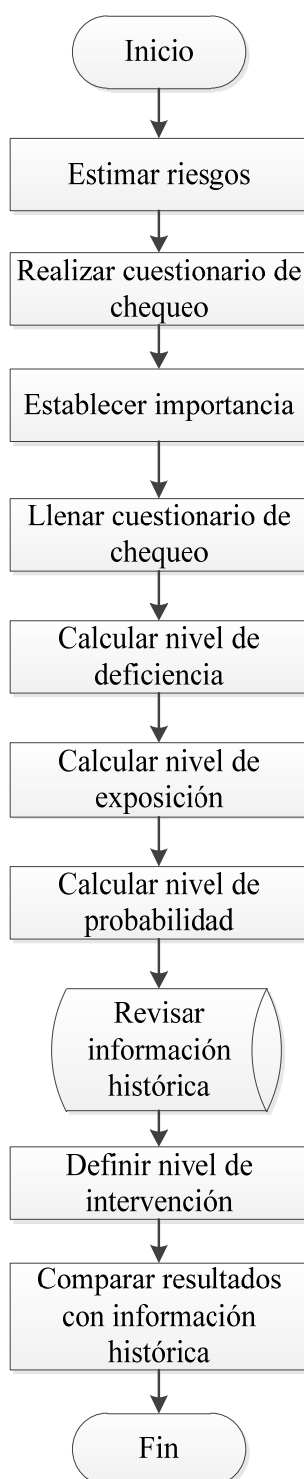 Inicio
Estimar riesgos
Realizar cuestionario de
chequeo
Establecer importancia
Llenar cuestionario de
chequeo
Calcular nivel de
deficiencia
Calcular nivel de
exposición
Calcular nivel de
probabilidad
Revisar
información
histórica
Definir nivel de
intervención
Comparar resultados
con información
histórica
Fin